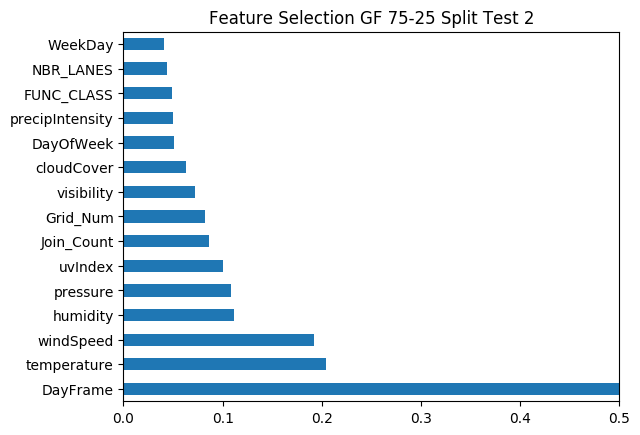 Feature Selection GF 75-25 Split Test 2
WeekDay
NBR_LANES
FUNC_CLASS
precipIntensity
DayOfWeek
cloudCover
visibility
Grid_Num
Join_Count
uvIndex
pressure
humidity
windSpeed
temperature
DayFrame
0.0 0.1 0.2 0.3 0.4 0.5